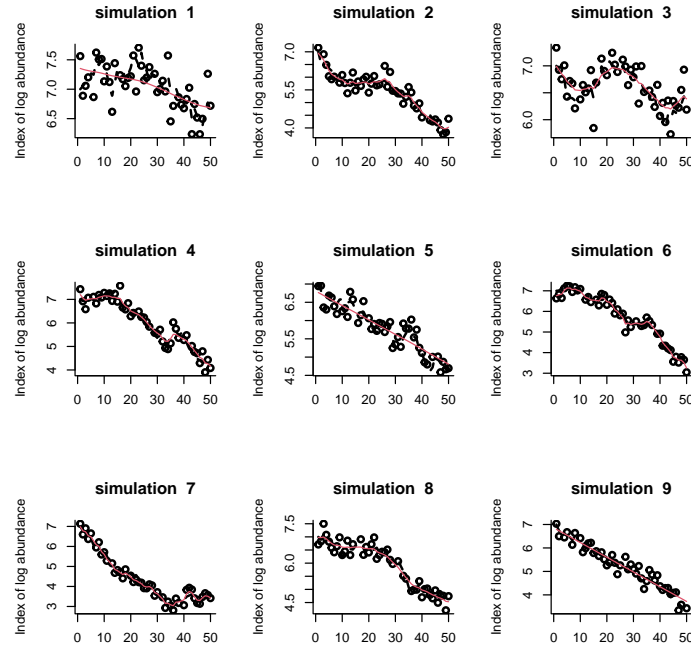 simulation 1
simulation 2
simulation 3
Index of log abundance
7.5
7.0
6.5
0 10 20 30 40 50
Index of log abundance
7.0
5.5
4.0
0 10 20 30 40 50
Index of log abundance
7.0
6.0
0 10 20 30 40 50
simulation 4
simulation 5
simulation 6
Index of log abundance
7
6
5
4
0 10 20 30 40 50
Index of log abundance
6.5
5.5
4.5
0 10 20 30 40 50
Index of log abundance
7
6
5
4
3
0 10 20 30 40 50
simulation 7
simulation 8
simulation 9
Index of log abundance
7
6
5
4
3
0 10 20 30 40 50
Index of log abundance
7.5
6.0
4.5
0 10 20 30 40 50
Index of log abundance
7
6
5
4
0 10 20 30 40 50